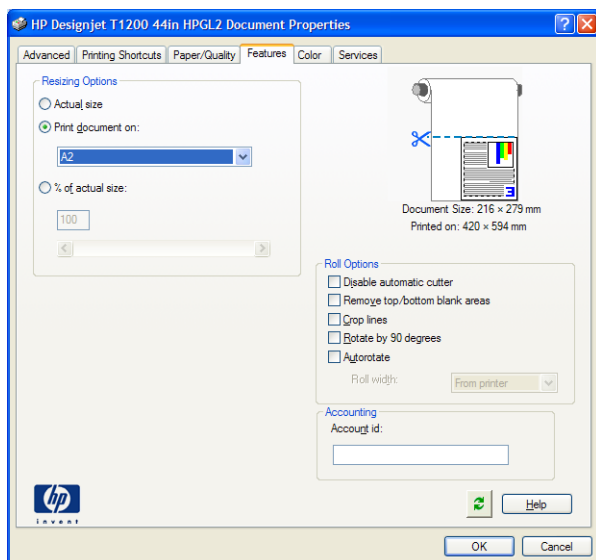 HP Designjet T1200 44in HPGL2 Document Properties
Advanced Printing Shortcuts Paper/Quality Features Color Services
Resizing Options
Actual size
Print document on:
A2
% of actual size:
100
3
Document Size: 216 × 279 mm
Printed on: 420 × 594 mm
Roll Options
Disable automatic cutter
Remove top/bottom blank areas
Crop lines
Rotate by 90 degrees
Autorotate
Roll width: From printer
Accounting
Account id:
hp
invent
Help
OK Cancel